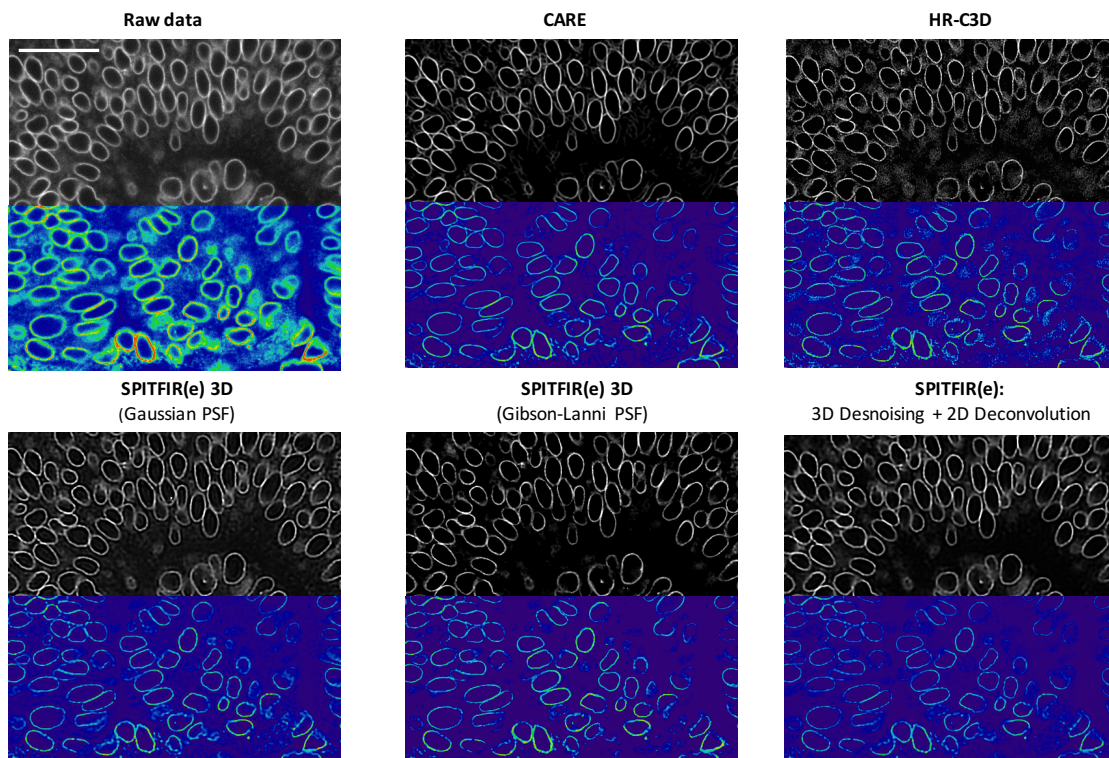 Raw data
CARE
HR-C3D
SPITFIR(e) 3D
(Gaussian PSF)
SPITFIR(e) 3D
(Gibson-Lanni PSF)
SPITFIR(e):
3D Desnoising + 2D Deconvolution